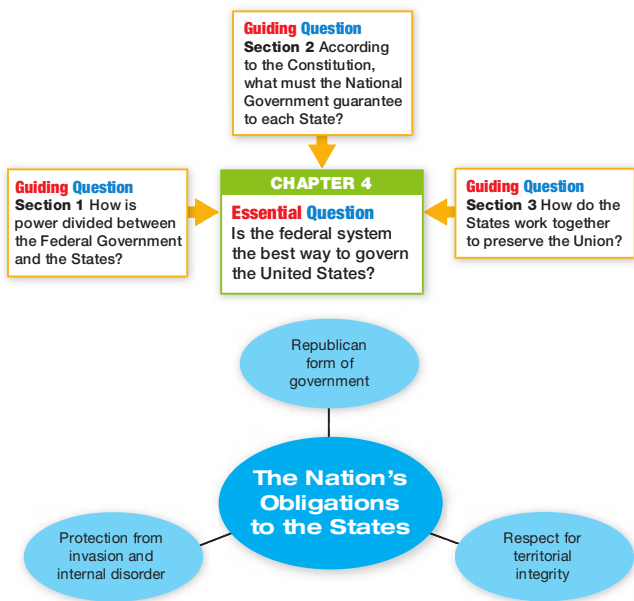 Guiding Question
Section 2 According
to the Constitution,
what must the National
Government guarantee
to each State?
Guiding Question
Section 1 How is
power divided between
the Federal Government
and the States?
CHAPTER 4
Essential Question
Is the federal system
the best way to govern
the United States?
Guiding Question
Section 3 How do the
States work together
to preserve the Union?
Republican
form of
government
The Nation's
Obligations
to the States
Protection from
invasion and
internal disorder
Respect for
territorial
integrity